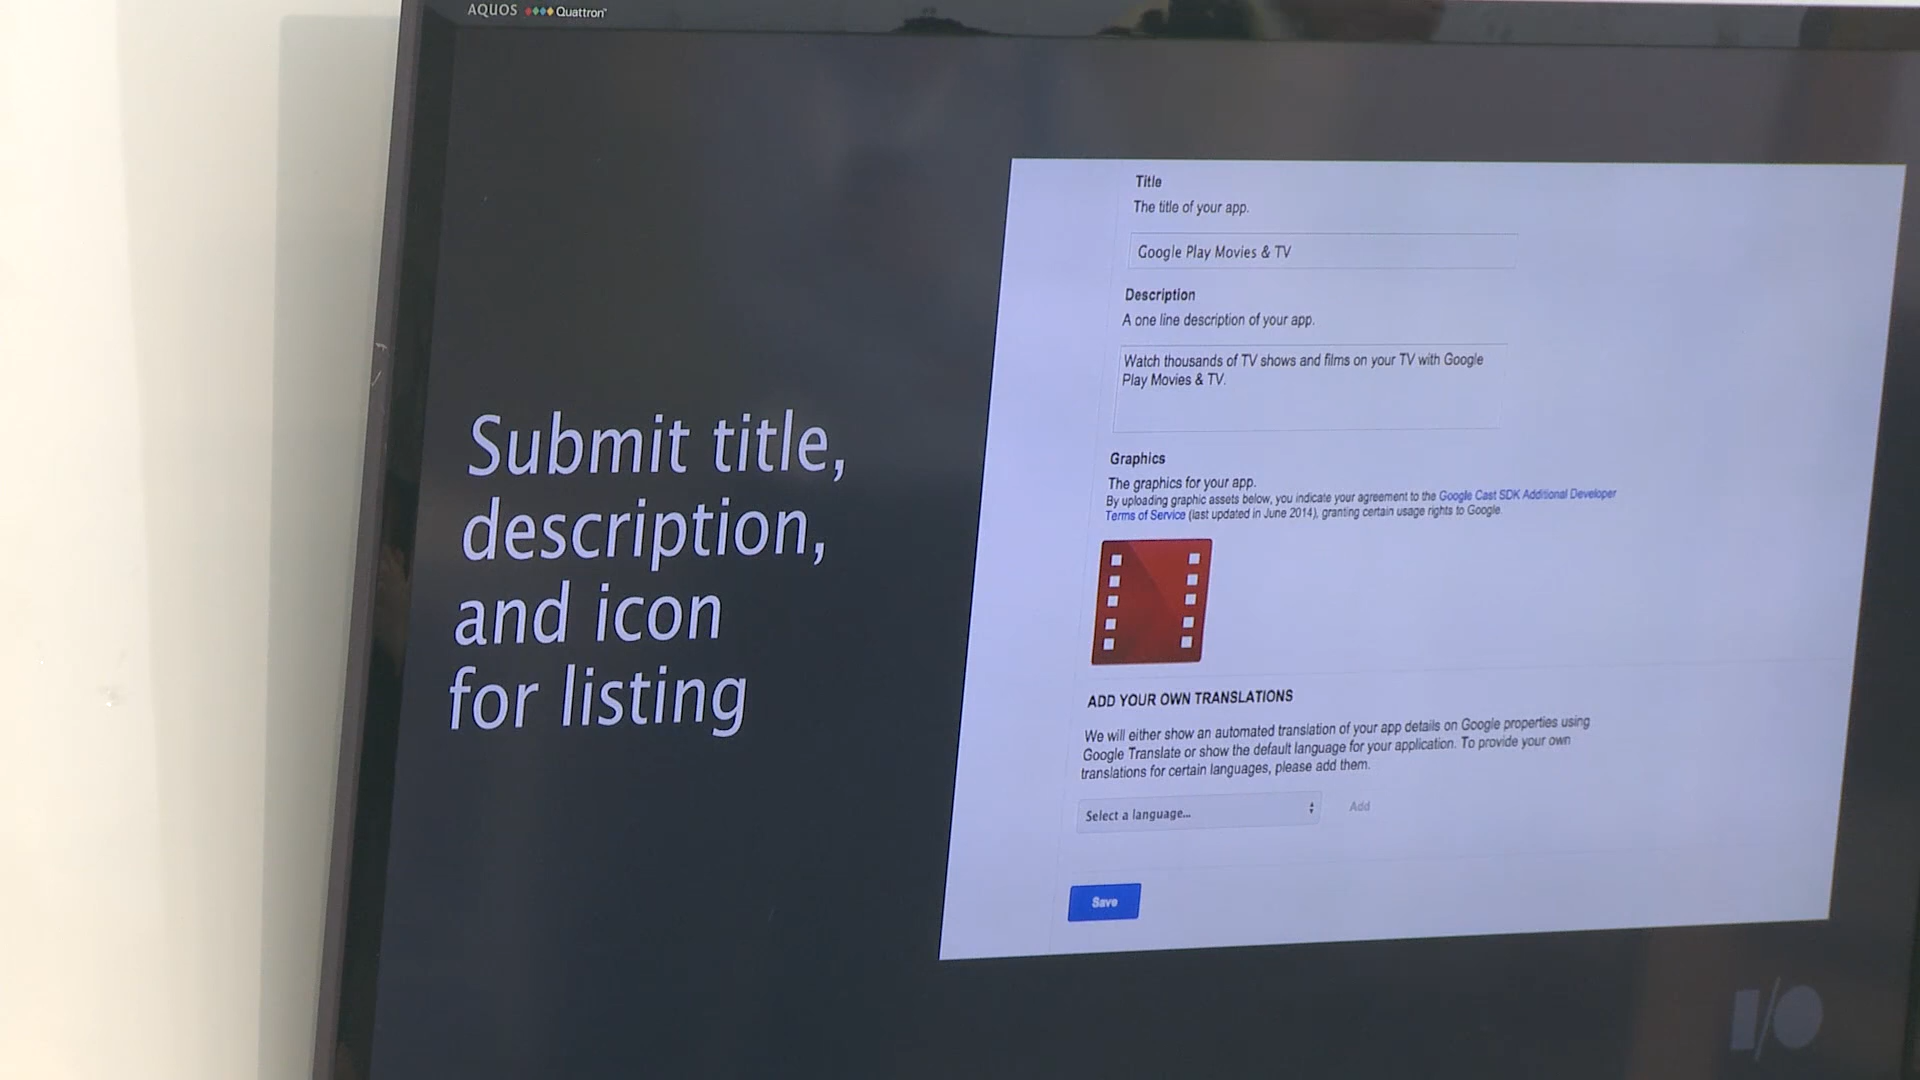 AQUOS Quattron
Submit title,
description,
and icon
for listing
Title
The title of your app.
Google Play Movies & TV
Description
A one line description of your app.
Watch thousands of TV shows and films on your TV with Google
Play Movies & TV.
Graphics
The graphics for your app.
By uploading graphic assets below, you indicate your agreement to the Google Cast SDK Additional Developer
Terms of Service (last updated in June 2014), granting certain usage rights to Google.
ADD YOUR OWN TRANSLATIONS
We will either show an automated translation of your app details on Google properties using
Google Translate or show the default language for your application. To provide your own
translations for certain languages, please add them.
Select a language... Add
Save
I/O